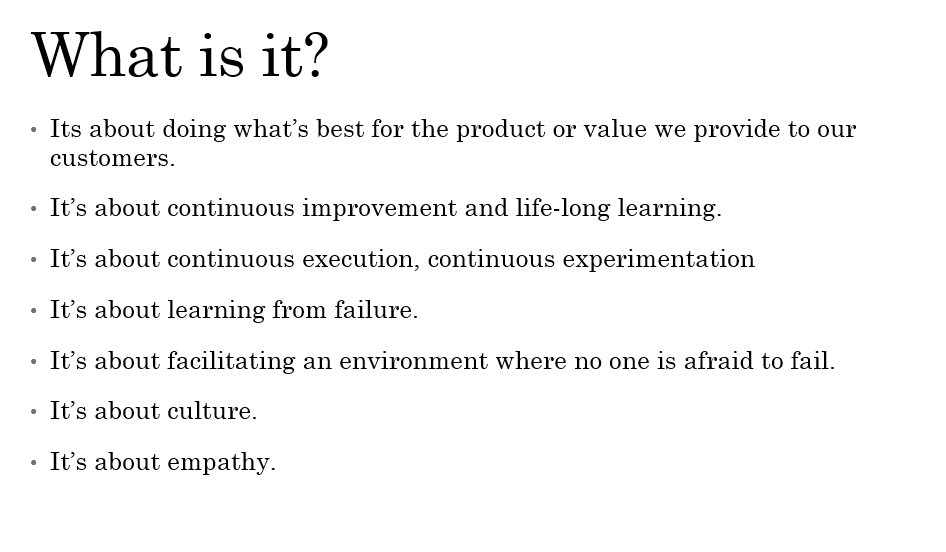 What is it?
• Its about doing what’s best for the product or value we provide to our
customers.
• It’s about continuous improvement and life-long learning.
• It’s about continuous execution, continuous experimentation
• It’s about learning from failure.
• It’s about facilitating an environment where no one is afraid to fail.
• It’s about culture.
• It’s about empathy.